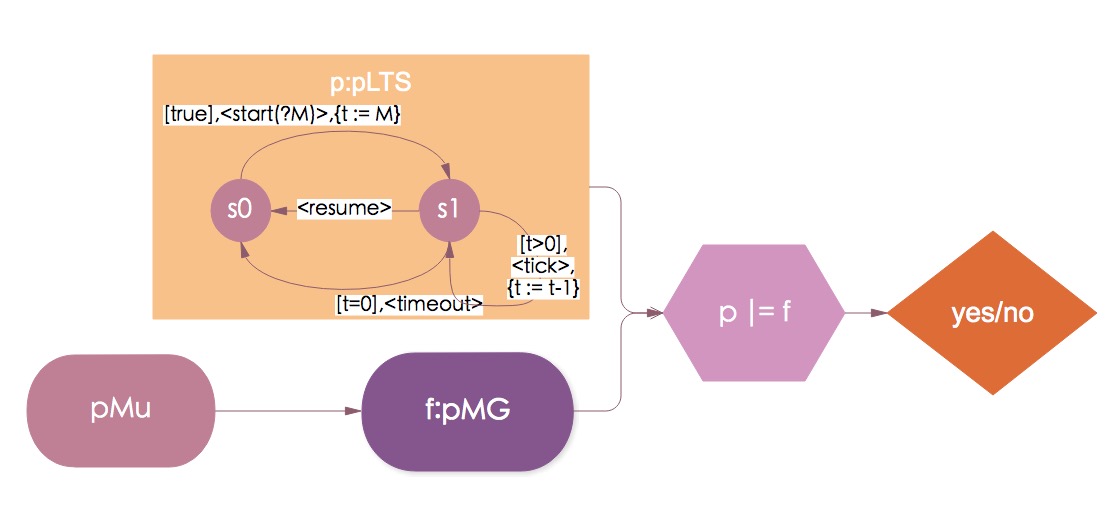 p:pLTS
[true],<start(?M)>,{t := M}
s0
<resume>
s1
[t>0],
<tick>,
{t := t-1}
[t=0],<timeout>
p |= f
yes/no
pMu
f:pMG